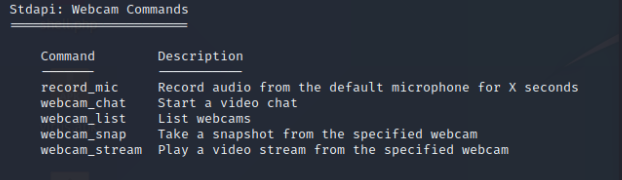 Stdapi: Webcam Commands
=======================
Command Description
------- -----------
record_mic Record audio from the default microphone for X seconds
webcam_chat Start a video chat
webcam_list List webcams
webcam_snap Take a snapshot from the specified webcam
webcam_stream Play a video stream from the specified webcam